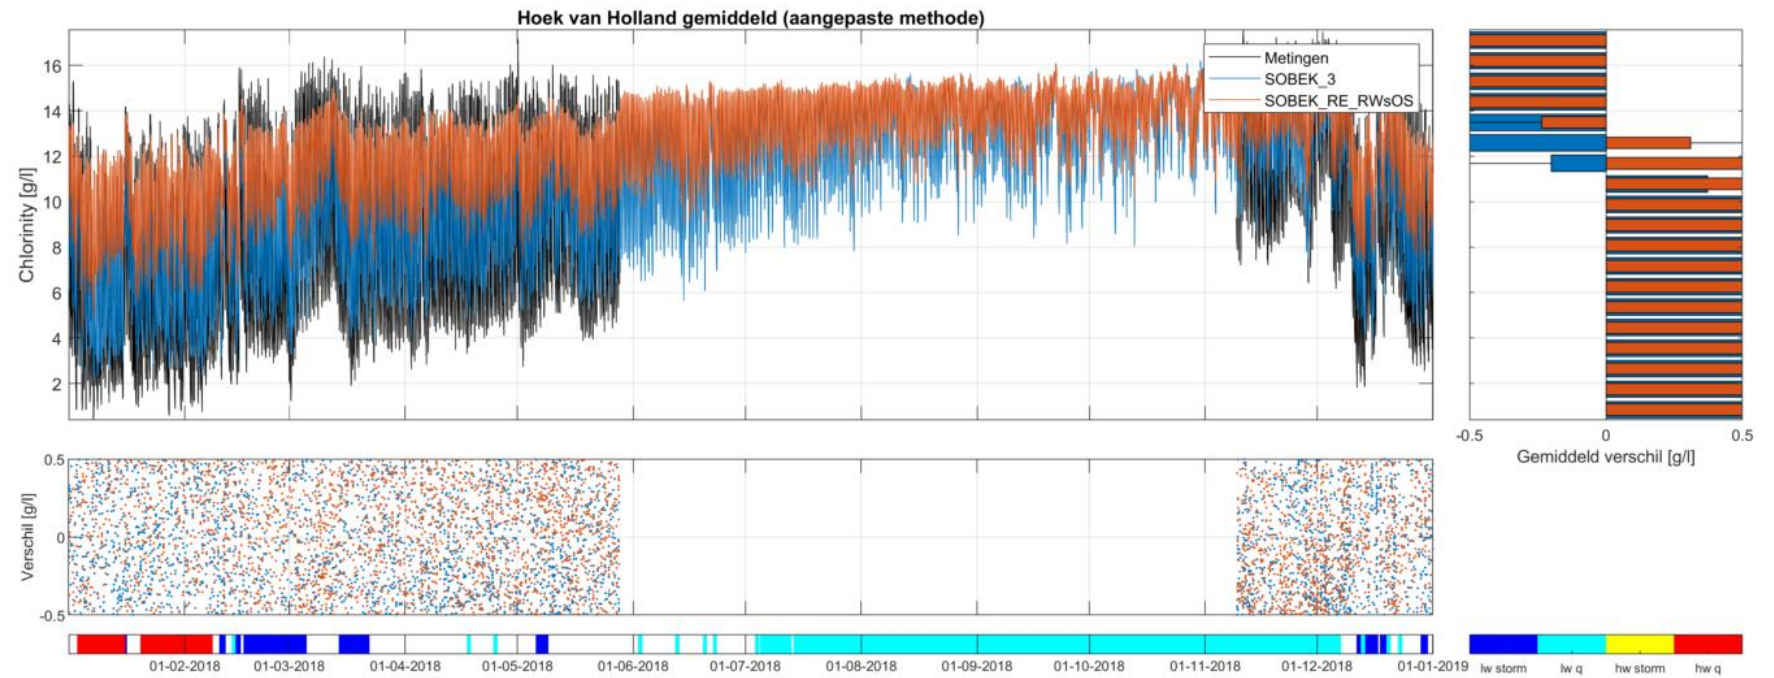 Hoek van Holland gemiddeld (aangepaste methode)
Chlorinity [g/l]
16
14
12
10
8
6
4
2
Metingen
SOBEK_3
SOBEK_RE_RWsOS
-0.5 0 0.5
Gemiddeld verschil [g/l]
Verschil [g/l]
0.5
0
-0.5
01-02-2018 01-03-2018 01-04-2018 01-05-2018 01-06-2018 01-07-2018 01-08-2018 01-09-2018 01-10-2018 01-11-2018 01-12-2018 01-01-2019
lw storm lw q hw storm hw q